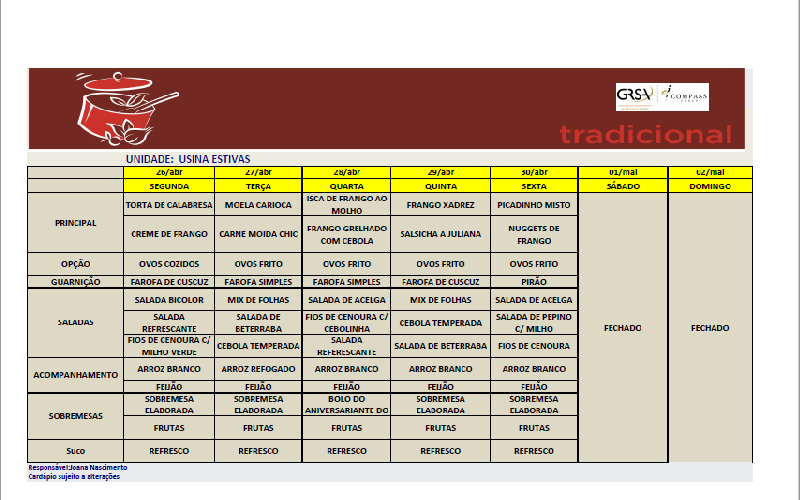 GRSA COMPASS GROUP
tradicional
UNIDADE: USINA ESTIVAS
26/abr 27/abr 28/abr 29/abr 30/abr 01/mai 02/mai
SEGUNDA TERÇA QUARTA QUINTA SEXTA SÁBADO DOMINGO
PRINCIPAL
TORTA DE CALABRESA MOELA CARIOCA ISCA DE FRANGO AO MOLHO FRANGO XADREZ PICADINHO MISTO
CREME DE FRANGO CARNE MOIDA CHIC FRANGO GRELHADO COM CEBOLA SALSICHA A JULIANA NUGGETS DE FRANGO
OPÇÃO OVOS COZIDOS OVOS FRITO OVOS FRITO OVOS FRITO OVOS FRITO
GUARNIÇÃO FAROFA DE CUSCUZ FAROFA SIMPLES FAROFA SIMPLES FAROFA DE CUSCUZ PIRÃO
SALADAS
SALADA BICOLOR MIX DE FOLHAS SALADA DE ACELGA MIX DE FOLHAS SALADA DE ACELGA
SALADA REFRESCANTE SALADA DE BETERRABA FIOS DE CENOURA C/ CEBOLINHA CEBOLA TEMPERADA SALADA DE PEPINO C/ MILHO
FIOS DE CENOURA C/ MILHO VERDE CEBOLA TEMPERADA SALADA REFERESCANTE SALADA DE BETERRABA FIOS DE CENOURA
FECHADO FECHADO
ACOMPANHAMENTO
ARROZ BRANCO ARROZ REFOGADO ARROZ BRANCO ARROZ BRANCO ARROZ BRANCO
FEIJÃO FEIJÃO FEIJÃO FEIJÃO FEIJÃO
SOBREMESAS
SOBREMESA ELABORADA SOBREMESA ELABORADA BOLO DO ANIVERSARIANTE DO SOBREMESA ELABORADA SOBREMESA ELABORADA
FRUTAS FRUTAS FRUTAS FRUTAS FRUTAS
Suco REFRESCO REFRESCO REFRESCO REFRESCO REFRESCO
Responsável:Joana Nascimento
Cardápio sujeito a alterações